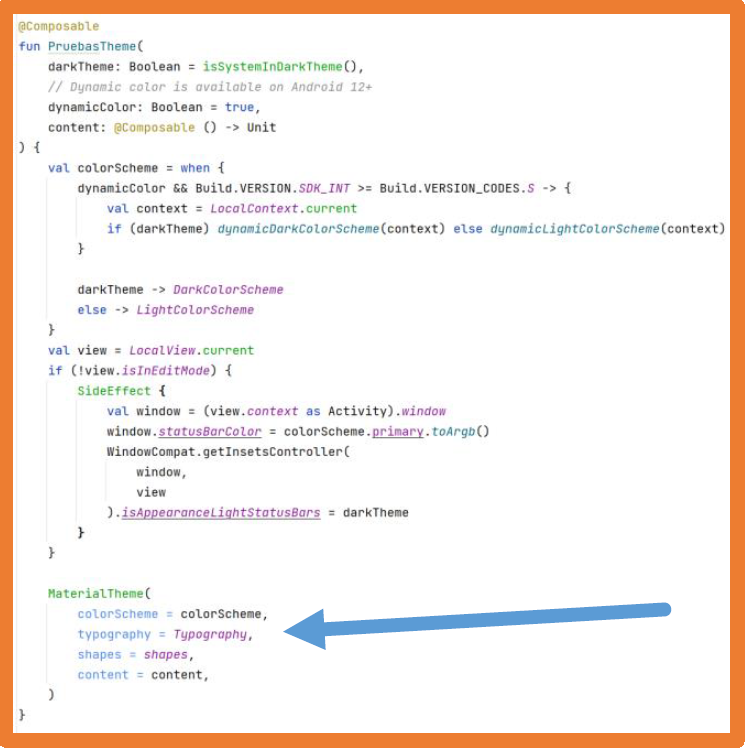 @Composable
fun PruebasTheme(
    darkTheme: Boolean = isSystemInDarkTheme(),
    // Dynamic color is available on Android 12+
    dynamicColor: Boolean = true,
    content: @Composable () -> Unit
) {
    val colorScheme = when {
        dynamicColor && Build.VERSION.SDK_INT >= Build.VERSION_CODES.S -> {
            val context = LocalContext.current
            if (darkTheme) dynamicDarkColorScheme(context) else dynamicLightColorScheme(context)
        }

        darkTheme -> DarkColorScheme
        else -> LightColorScheme
    }
    val view = LocalView.current
    if (!view.isInEditMode) {
        SideEffect {
            val window = (view.context as Activity).window
            window.statusBarColor = colorScheme.primary.toArgb()
            WindowCompat.getInsetsController(
                window,
                view
            ).isAppearanceLightStatusBars = darkTheme
        }
    }

    MaterialTheme(
        colorScheme = colorScheme,
        typography = Typography,
        shapes = shapes,
        content = content,
    )
}